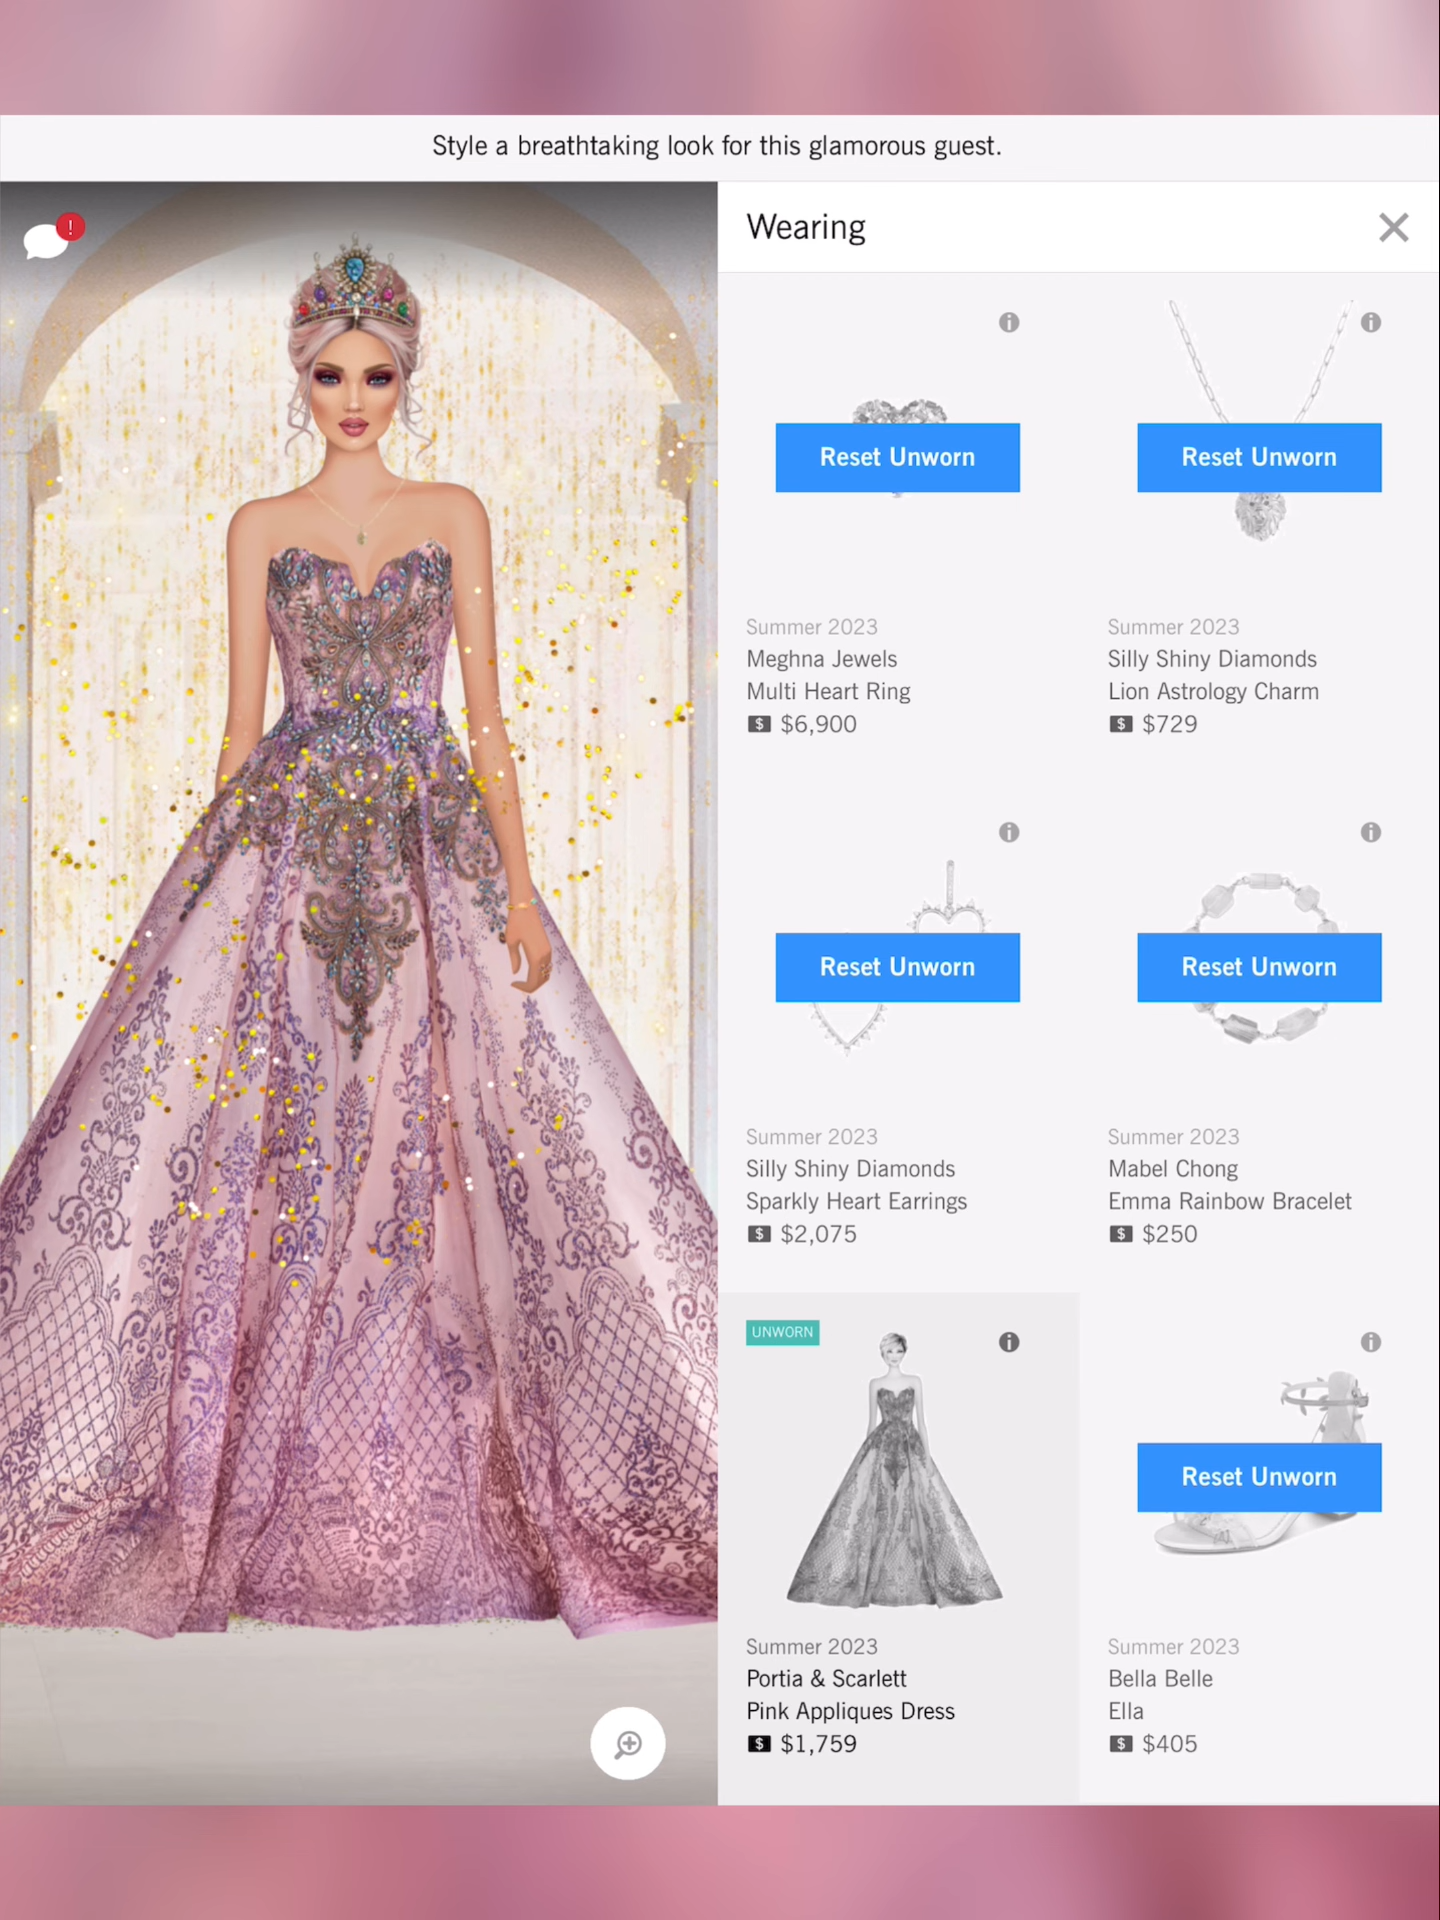 Style a breathtaking look for this glamorous guest.
!
Wearing
Reset Unworn
Reset Unworn
Summer 2023
Meghna Jewels
Multi Heart Ring
$ $6,900
Summer 2023
Silly Shiny Diamonds
Lion Astrology Charm
$ $729
Reset Unworn
Reset Unworn
Summer 2023
Silly Shiny Diamonds
Sparkly Heart Earrings
$ $2,075
Summer 2023
Mabel Chong
Emma Rainbow Bracelet
$ $250
UNWORN
Summer 2023
Portia & Scarlett
Pink Appliques Dress
$ $1,759
Reset Unworn
Summer 2023
Bella Belle
Ella
$ $405